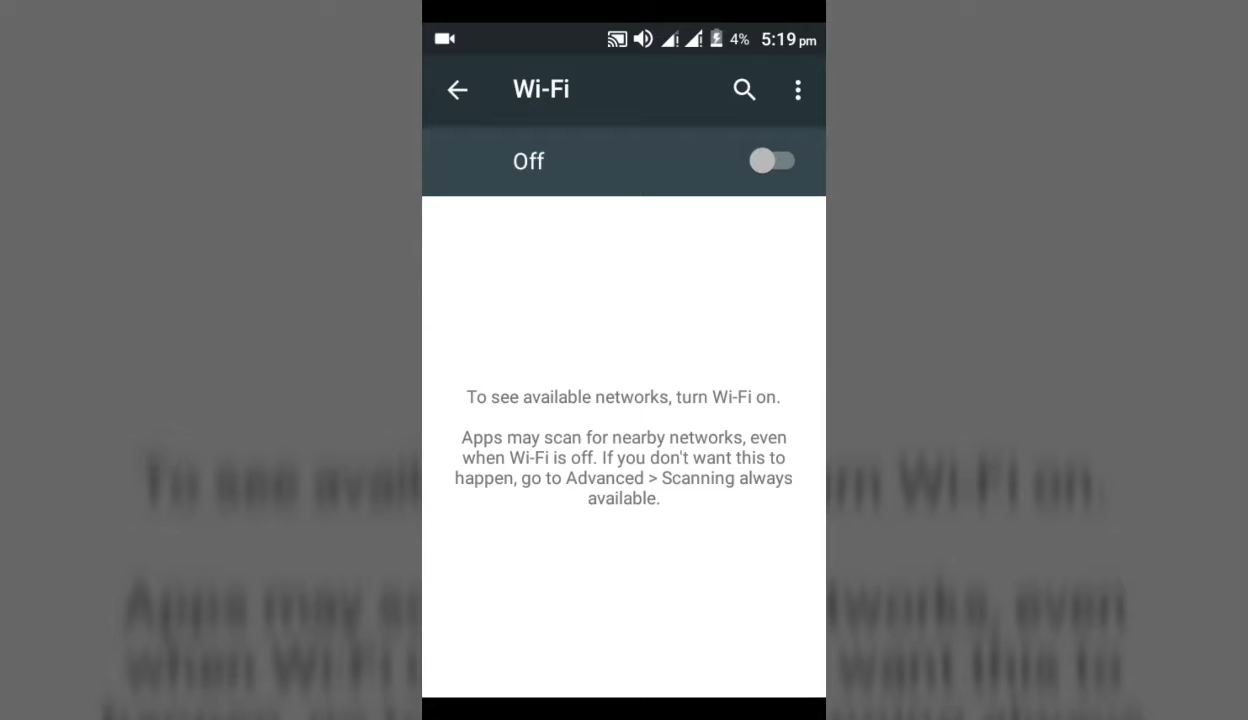 4% 5:19 pm
Wi-Fi
Off
To see available networks, turn Wi-Fi on.
Apps may scan for nearby networks, even
when Wi-Fi is off. If you don't want this to
happen, go to Advanced > Scanning always
available.